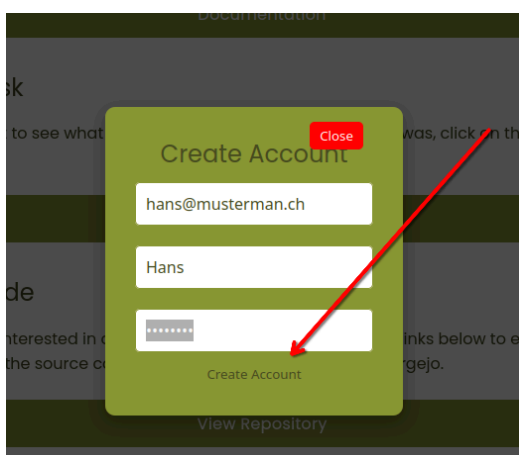 Documentation
sk
to see what
was, click on th
Close
Create Account
hans@musterman.ch
Hans
••••••••
de
nterested in
inks below to e
the source co
rgejo.
Create Account
View Repository